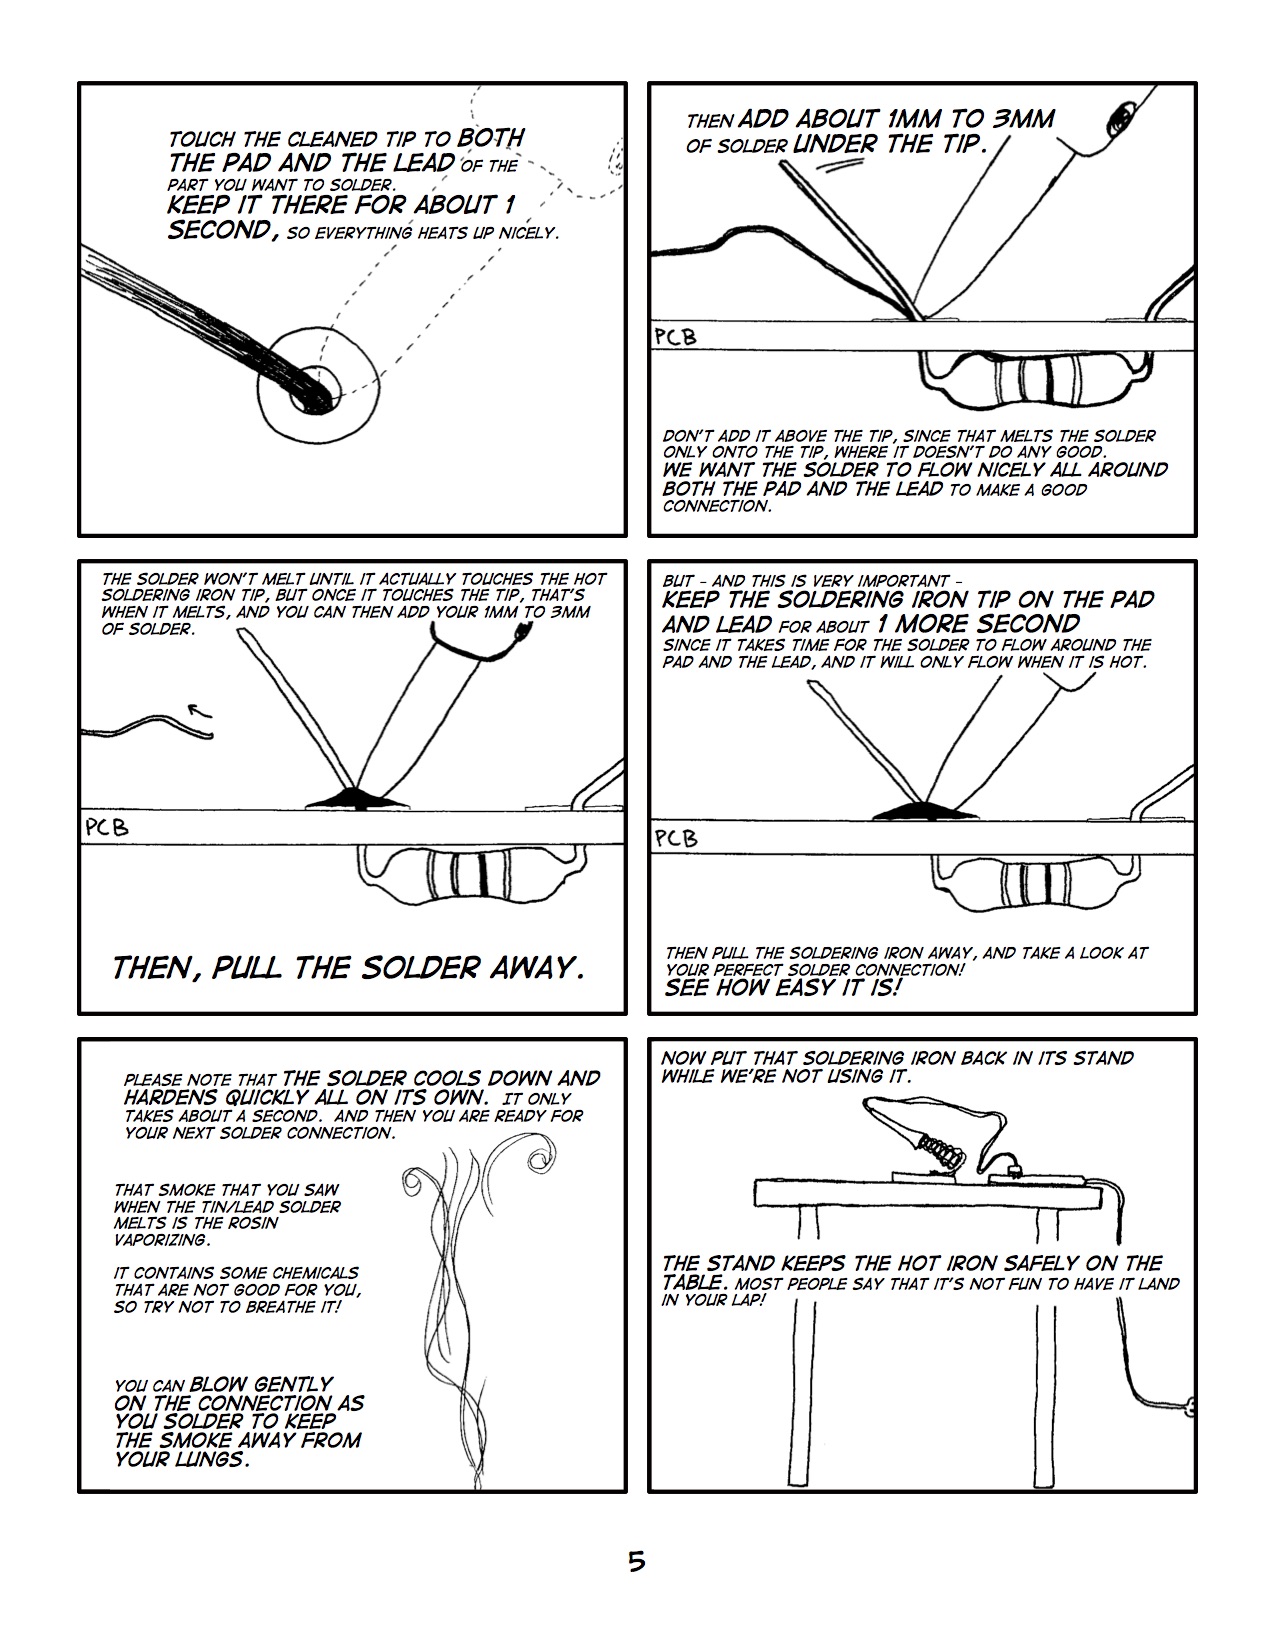 TOUCH THE CLEANED TIP TO BOTH
THE PAD AND THE LEAD OF THE
PART YOU WANT TO SOLDER.
KEEP IT THERE FOR ABOUT 1
SECOND, SO EVERYTHING HEATS UP NICELY.
THEN ADD ABOUT 1MM TO 3MM
OF SOLDER UNDER THE TIP.
PCB
DON'T ADD IT ABOVE THE TIP, SINCE THAT MELTS THE SOLDER
ONLY ONTO THE TIP, WHERE IT DOESN'T DO ANY GOOD.
WE WANT THE SOLDER TO FLOW NICELY ALL AROUND
BOTH THE PAD AND THE LEAD TO MAKE A GOOD
CONNECTION.
THE SOLDER WON'T MELT UNTIL IT ACTUALLY TOUCHES THE HOT
SOLDERING IRON TIP, BUT ONCE IT TOUCHES THE TIP, THAT'S
WHEN IT MELTS, AND YOU CAN THEN ADD YOUR 1MM TO 3MM
OF SOLDER.
PCB
THEN, PULL THE SOLDER AWAY.
BUT - AND THIS IS VERY IMPORTANT -
KEEP THE SOLDERING IRON TIP ON THE PAD
AND LEAD FOR ABOUT 1 MORE SECOND
SINCE IT TAKES TIME FOR THE SOLDER TO FLOW AROUND THE
PAD AND THE LEAD, AND IT WILL ONLY FLOW WHEN IT IS HOT.
PCB
THEN PULL THE SOLDERING IRON AWAY, AND TAKE A LOOK AT
YOUR PERFECT SOLDER CONNECTION!
SEE HOW EASY IT IS!
PLEASE NOTE THAT THE SOLDER COOLS DOWN AND
HARDENS QUICKLY ALL ON ITS OWN. IT ONLY
TAKES ABOUT A SECOND. AND THEN YOU ARE READY FOR
YOUR NEXT SOLDER CONNECTION.
THAT SMOKE THAT YOU SAW
WHEN THE TIN/LEAD SOLDER
MELTS IS THE ROSIN
VAPORIZING.
IT CONTAINS SOME CHEMICALS
THAT ARE NOT GOOD FOR YOU,
SO TRY NOT TO BREATHE IT!
YOU CAN BLOW GENTLY
ON THE CONNECTION AS
YOU SOLDER TO KEEP
THE SMOKE AWAY FROM
YOUR LUNGS.
NOW PUT THAT SOLDERING IRON BACK IN ITS STAND
WHILE WE'RE NOT USING IT.
THE STAND KEEPS THE HOT IRON SAFELY ON THE
TABLE. MOST PEOPLE SAY THAT IT'S NOT FUN TO HAVE IT LAND
IN YOUR LAP!
5